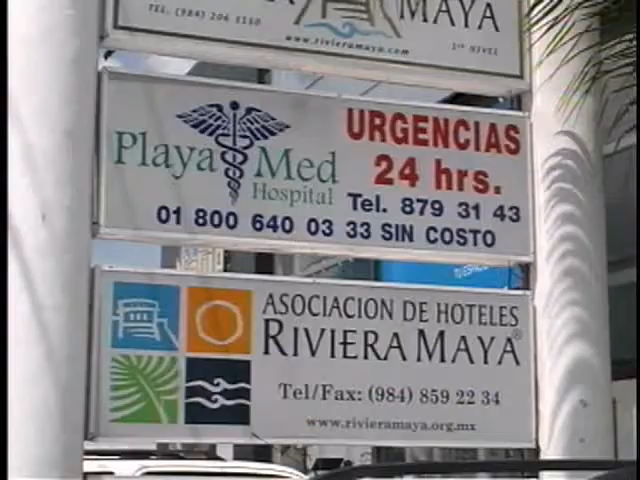 MAYA
TEL. (984) 206 1110
www.rivieramaya.com
1er NIVEL
Playa Med
Hospital
URGENCIAS
24 hrs.
Tel. 879 31 43
01 800 640 03 33 SIN COSTO
ASOCIACION DE HOTELES
RIVIERA MAYA®
Tel/Fax: (984) 859 22 34
www.rivieramaya.org.mx